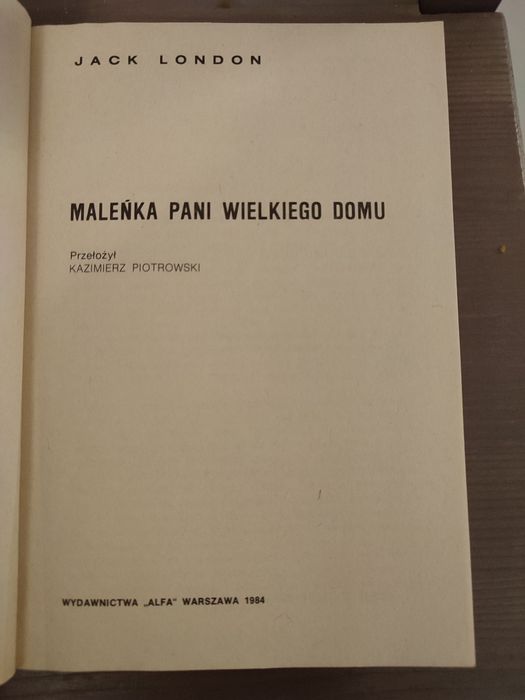 JACK LONDON
MALEŃKA PANI WIELKIEGO DOMU
Przełożył
KAZIMIERZ PIOTROWSKI
WYDAWNICTWA „ALFA" WARSZAWA 1984